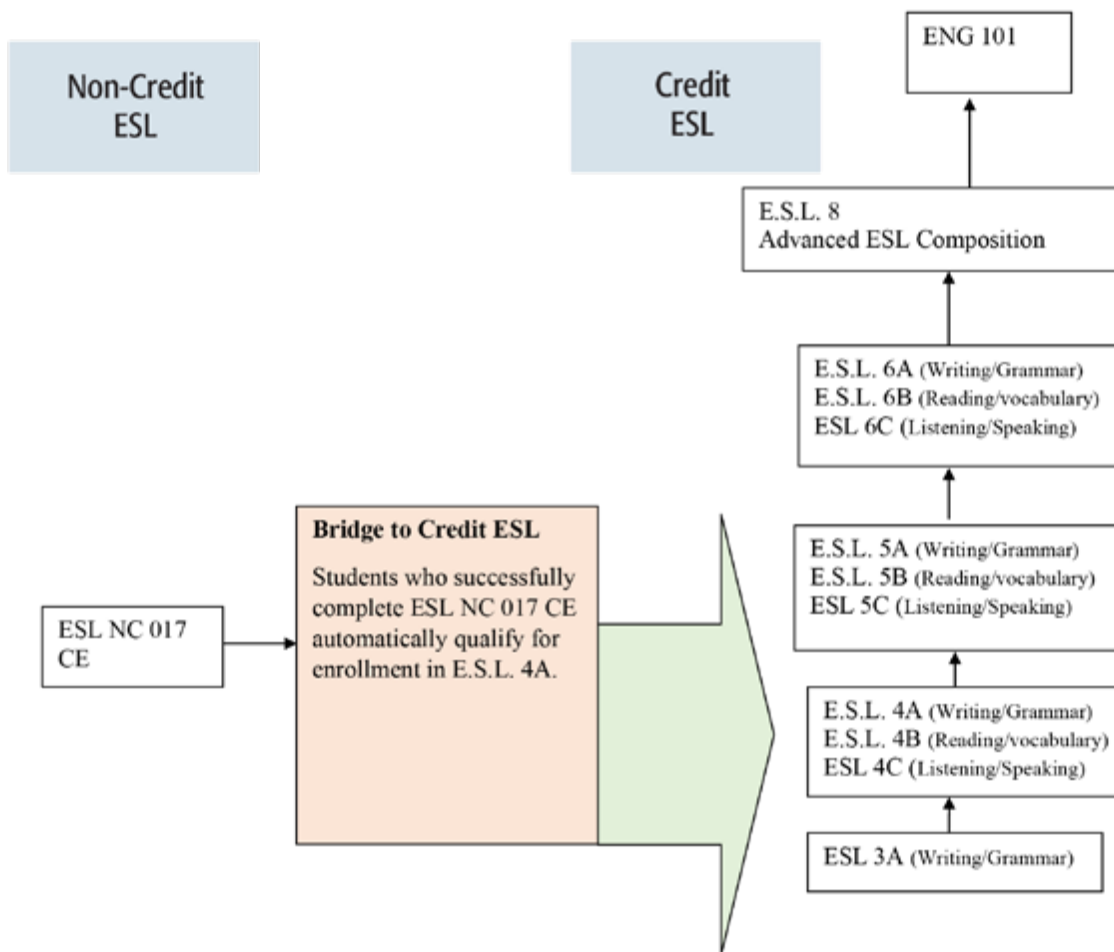 Non-Credit
ESL
Credit
ESL
ENG 101
E.S.L. 8
Advanced ESL Composition
E.S.L. 6A (Writing/Grammar)
E.S.L. 6B (Reading/vocabulary)
ESL 6C (Listening/Speaking)
Bridge to Credit ESL
Students who successfully
complete ESL NC 017 CE
automatically qualify for
enrollment in E.S.L. 4A.
E.S.L. 5A (Writing/Grammar)
E.S.L. 5B (Reading/vocabulary)
ESL 5C (Listening/Speaking)
ESL NC 017
CE
E.S.L. 4A (Writing/Grammar)
E.S.L. 4B (Reading/vocabulary)
ESL 4C (Listening/Speaking)
ESL 3A (Writing/Grammar)